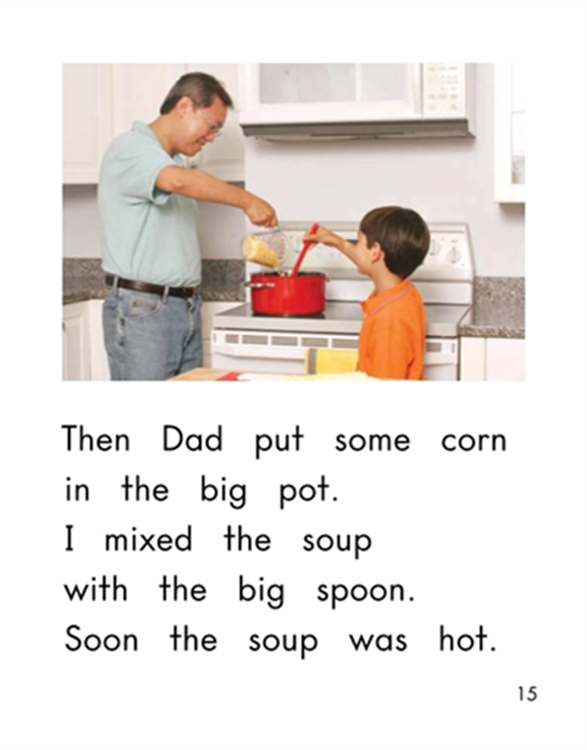 Then Dad put some corn
in the big pot.
I mixed the soup
with the big spoon.
Soon the soup was hot.
15